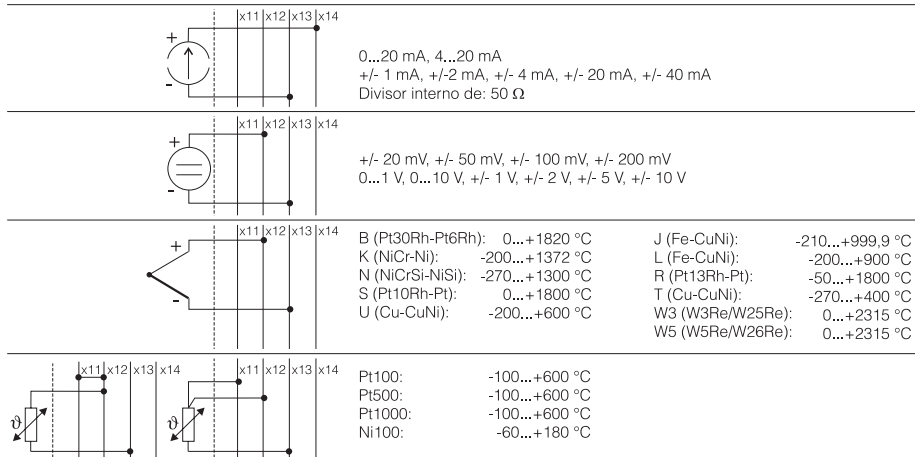 x11 x12 x13 x14
+
-
0...20 mA, 4...20 mA
+/- 1 mA, +/-2 mA, +/- 4 mA, +/- 20 mA, +/- 40 mA
Divisor interno de: 50 Ω
x11 x12 x13 x14
+
-
+/- 20 mV, +/- 50 mV, +/- 100 mV, +/- 200 mV
0...1 V, 0...10 V, +/- 1 V, +/- 2 V, +/- 5 V, +/- 10 V
x11 x12 x13 x14
+
-
B (Pt30Rh-Pt6Rh): 0...+1820 °C
K (NiCr-Ni): -200...+1372 °C
N (NiCrSi-NiSi): -270...+1300 °C
S (Pt10Rh-Pt): 0...+1800 °C
U (Cu-CuNi): -200...+600 °C
J (Fe-CuNi): -210...+999,9 °C
L (Fe-CuNi): -200...+900 °C
R (Pt13Rh-Pt): -50...+1800 °C
T (Cu-CuNi): -270...+400 °C
W3 (W3Re/W25Re): 0...+2315 °C
W5 (W5Re/W26Re): 0...+2315 °C
x11 x12 x13 x14
ϑ
x11 x12 x13 x14
ϑ
Pt100: -100...+600 °C
Pt500: -100...+600 °C
Pt1000: -100...+600 °C
Ni100: -60...+180 °C